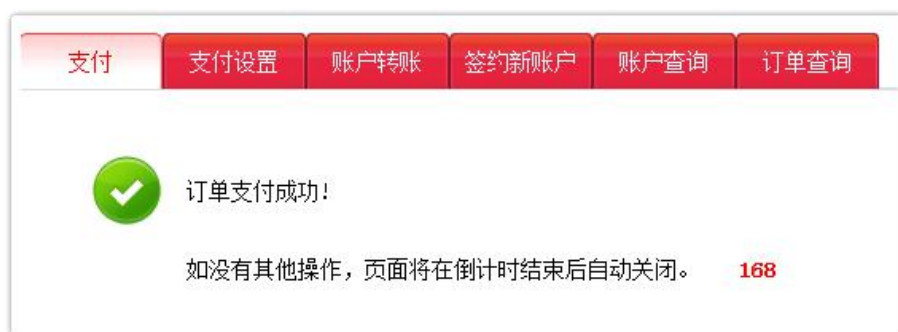 支付 支付设置 账户转账 签约新账户 账户查询 订单查询
订单支付成功!
如没有其他操作，页面将在倒计时结束后自动关闭。 168